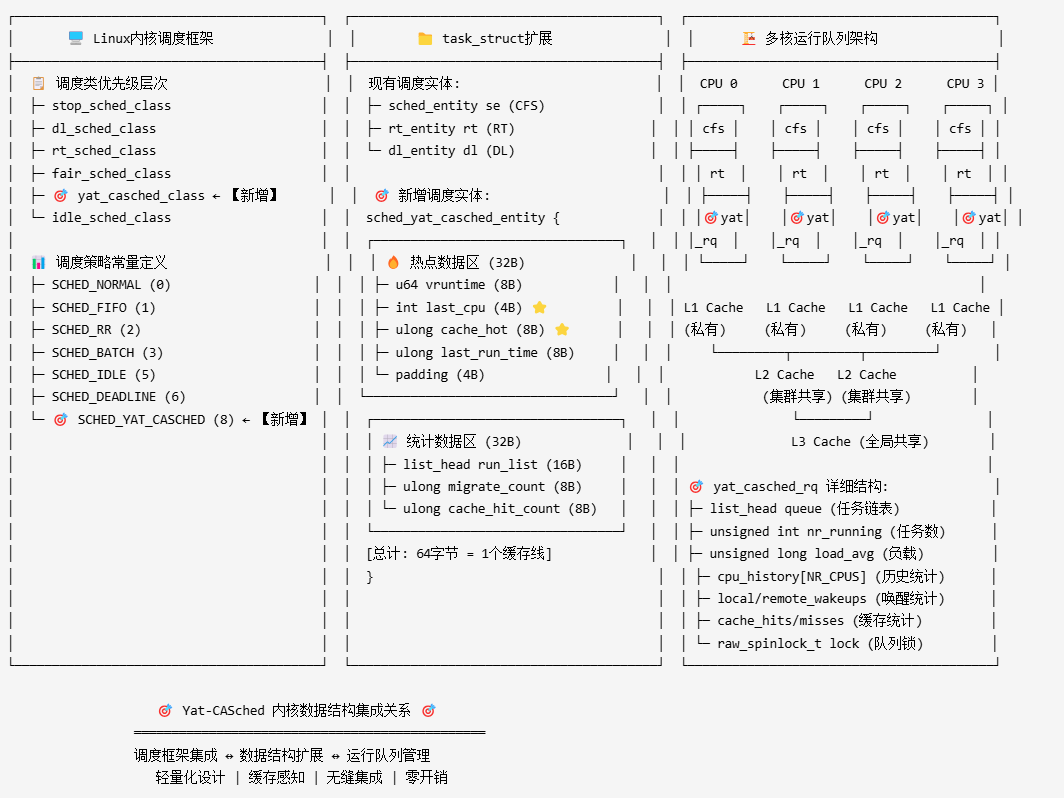 Linux内核调度框架
调度类优先级层次
stop_sched_class
dl_sched_class
rt_sched_class
fair_sched_class
yat_casched_class ← 【新增】
idle_sched_class
调度策略常量定义
SCHED_NORMAL (0)
SCHED_FIFO (1)
SCHED_RR (2)
SCHED_BATCH (3)
SCHED_IDLE (5)
SCHED_DEADLINE (6)
SCHED_YAT_CASCHED (8) ← 【新增】
task_struct扩展
现有调度实体:
sched_entity se (CFS)
rt_entity rt (RT)
dl_entity dl (DL)
新增调度实体:
sched_yat_casched_entity {
热点数据区 (32B)
u64 vruntime (8B)
int last_cpu (4B)
ulong cache_hot (8B)
ulong last_run_time (8B)
padding (4B)
统计数据区 (32B)
list_head run_list (16B)
ulong migrate_count (8B)
ulong cache_hit_count (8B)
[总计: 64字节 = 1个缓存线]
}
多核运行队列架构
CPU 0 CPU 1 CPU 2 CPU 3
cfs cfs cfs cfs
rt rt rt rt
yat yat yat yat
_rq _rq _rq _rq
L1 Cache L1 Cache L1 Cache L1 Cache
(私有) (私有) (私有) (私有)
L2 Cache L2 Cache
(集群共享) (集群共享)
L3 Cache (全局共享)
yat_casched_rq 详细结构:
list_head queue (任务链表)
unsigned int nr_running (任务数)
unsigned long load_avg (负载)
cpu_history[NR_CPUS] (历史统计)
local/remote_wakeups (唤醒统计)
cache_hits/misses (缓存统计)
raw_spinlock_t lock (队列锁)
Yat-CASched 内核数据结构集成关系
调度框架集成 ↔ 数据结构扩展 ↔ 运行队列管理
轻量化设计 | 缓存感知 | 无缝集成 | 零开销